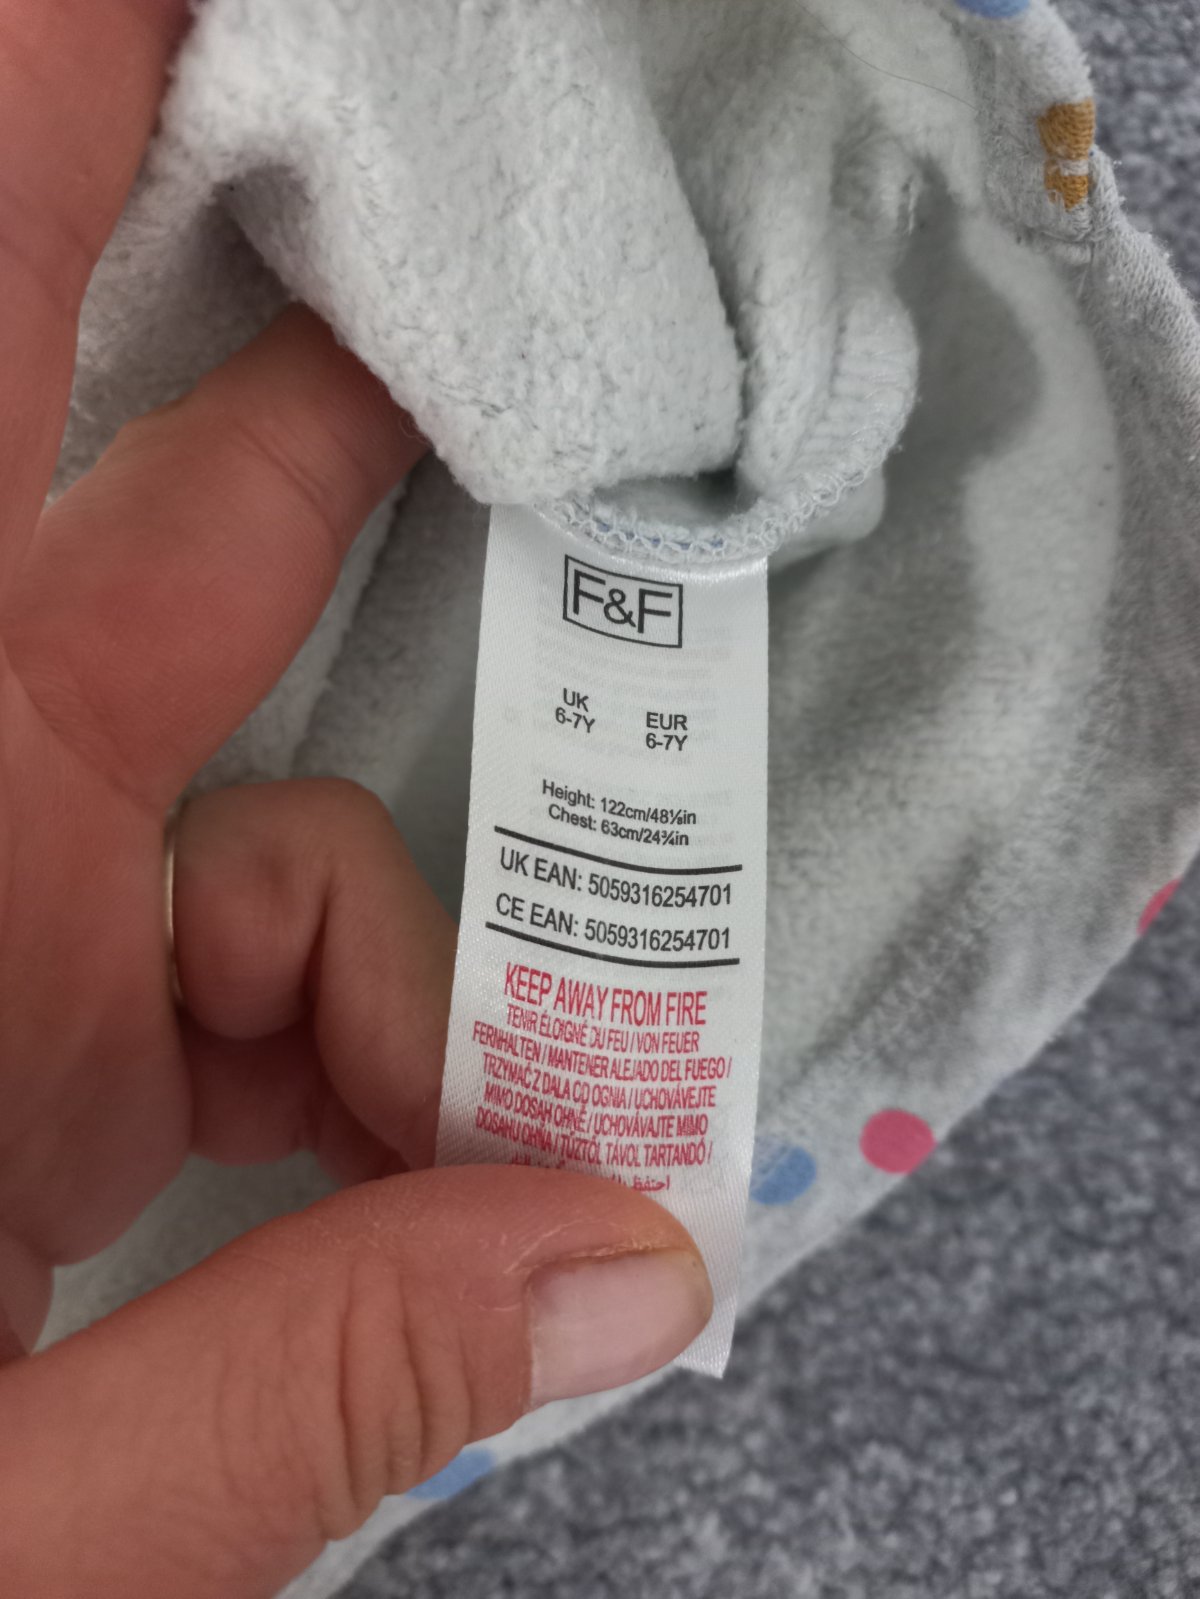 F&F
UK
6-7Y
EUR
6-7Y
Height: 122cm/48⅛in
Chest: 63cm/24¾in
UK EAN: 5059316254701
CE EAN: 5059316254701
KEEP AWAY FROM FIRE
TENIR ÉLOIGNÉ DU FEU / VON FEUER
FERNHALTEN / MANTENER ALEJADO DEL FUEGO /
TRZYMAĆ Z DALA OD OGNIA / UCHOVÁVEJTE
MIMO DOSAH OHNĚ / UCHOVÁVAJTE MIMO
DOSAHU OHŇA / TŰZTŐL TÁVOL TARTANDÓ /
احتفظ